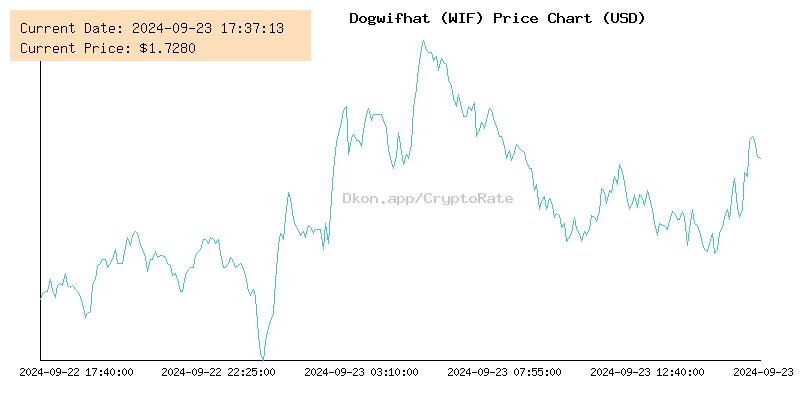 Dogwifhat (WIF) Price Chart (USD)
Current Date: 2024-09-23 17:37:13
Current Price: $1.7280
Dkon.app/CryptoRate
2024-09-22 17:40:00 2024-09-22 22:25:00 2024-09-23 03:10:00 2024-09-23 07:55:00 2024-09-23 12:40:00 2024-09-23